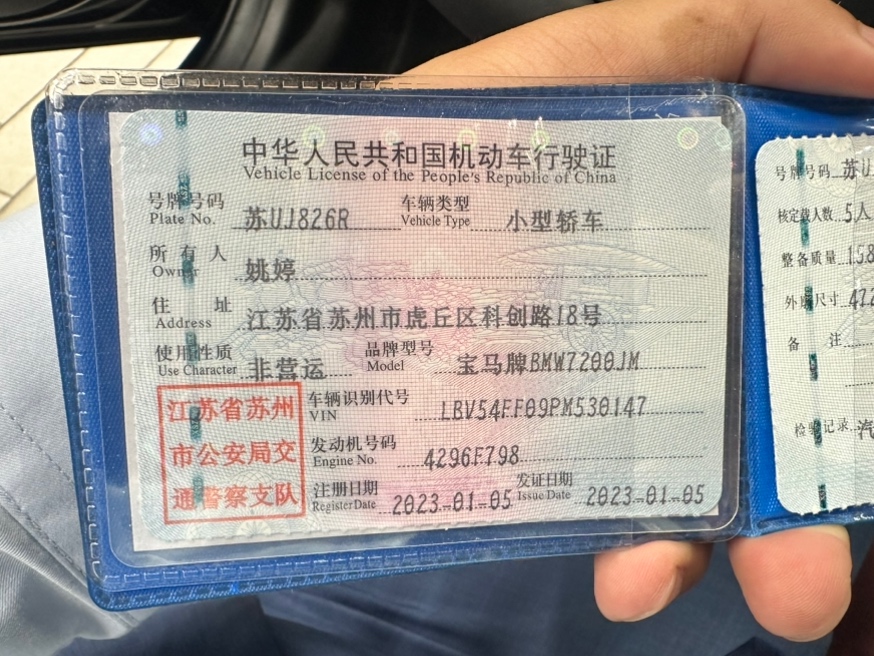 中华人民共和国机动车行驶证
Vehicle License of the People's Republic of China
号牌号码 苏UJ826R 车辆类型 小型轿车
Plate No. Vehicle Type
所有人 姚婷
Owner
住址 江苏省苏州市虎丘区科创路18号
Address
使用性质 非营运 品牌型号 宝马牌BMW7200JM
Use Character Model
江苏省苏州
市公安局交
通警察支队
车辆识别代号 LBV54FF09PM530147
VIN
发动机号码 4296F798
Engine No.
注册日期 2023-01-05 发证日期 2023-01-05
Register Date Issue Date
号牌号码 苏U
核定载人数 5人
整备质量 158
外廓尺寸 472
备注
检验记录 汽